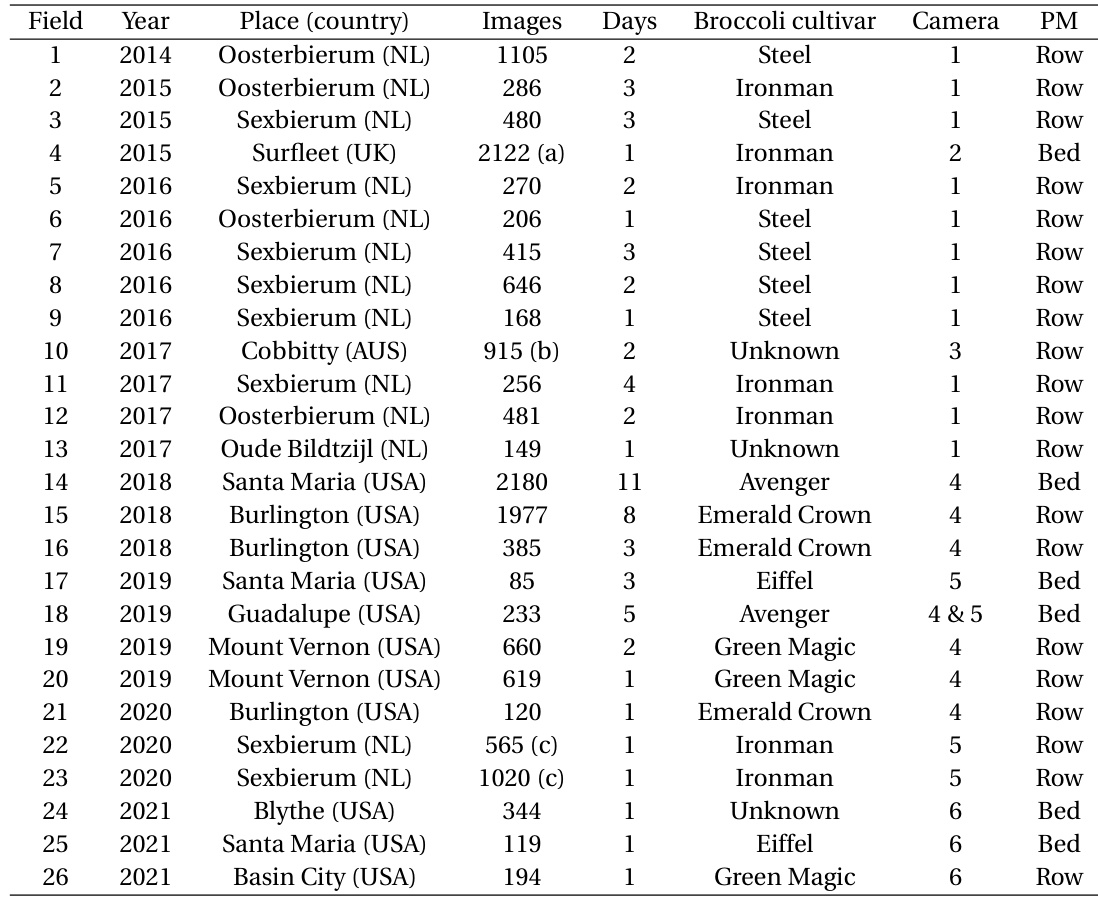 Field Year Place (country) Images Days Broccoli cultivar Camera PM
1 2014 Oosterbierum (NL) 1105 2 Steel 1 Row
2 2015 Oosterbierum (NL) 286 3 Ironman 1 Row
3 2015 Sexbierum (NL) 480 3 Steel 1 Row
4 2015 Surfleet (UK) 2122 (a) 1 Ironman 2 Bed
5 2016 Sexbierum (NL) 270 2 Ironman 1 Row
6 2016 Oosterbierum (NL) 206 1 Steel 1 Row
7 2016 Sexbierum (NL) 415 3 Steel 1 Row
8 2016 Sexbierum (NL) 646 2 Steel 1 Row
9 2016 Sexbierum (NL) 168 1 Steel 1 Row
10 2017 Cobbitty (AUS) 915 (b) 2 Unknown 3 Row
11 2017 Sexbierum (NL) 256 4 Ironman 1 Row
12 2017 Oosterbierum (NL) 481 2 Ironman 1 Row
13 2017 Oude Bildtzijl (NL) 149 1 Unknown 1 Row
14 2018 Santa Maria (USA) 2180 11 Avenger 4 Bed
15 2018 Burlington (USA) 1977 8 Emerald Crown 4 Row
16 2018 Burlington (USA) 385 3 Emerald Crown 4 Row
17 2019 Santa Maria (USA) 85 3 Eiffel 5 Bed
18 2019 Guadalupe (USA) 233 5 Avenger 4 & 5 Bed
19 2019 Mount Vernon (USA) 660 2 Green Magic 4 Row
20 2019 Mount Vernon (USA) 619 1 Green Magic 4 Row
21 2020 Burlington (USA) 120 1 Emerald Crown 4 Row
22 2020 Sexbierum (NL) 565 (c) 1 Ironman 5 Row
23 2020 Sexbierum (NL) 1020 (c) 1 Ironman 5 Row
24 2021 Blythe (USA) 344 1 Unknown 6 Bed
25 2021 Santa Maria (USA) 119 1 Eiffel 6 Bed
26 2021 Basin City (USA) 194 1 Green Magic 6 Row